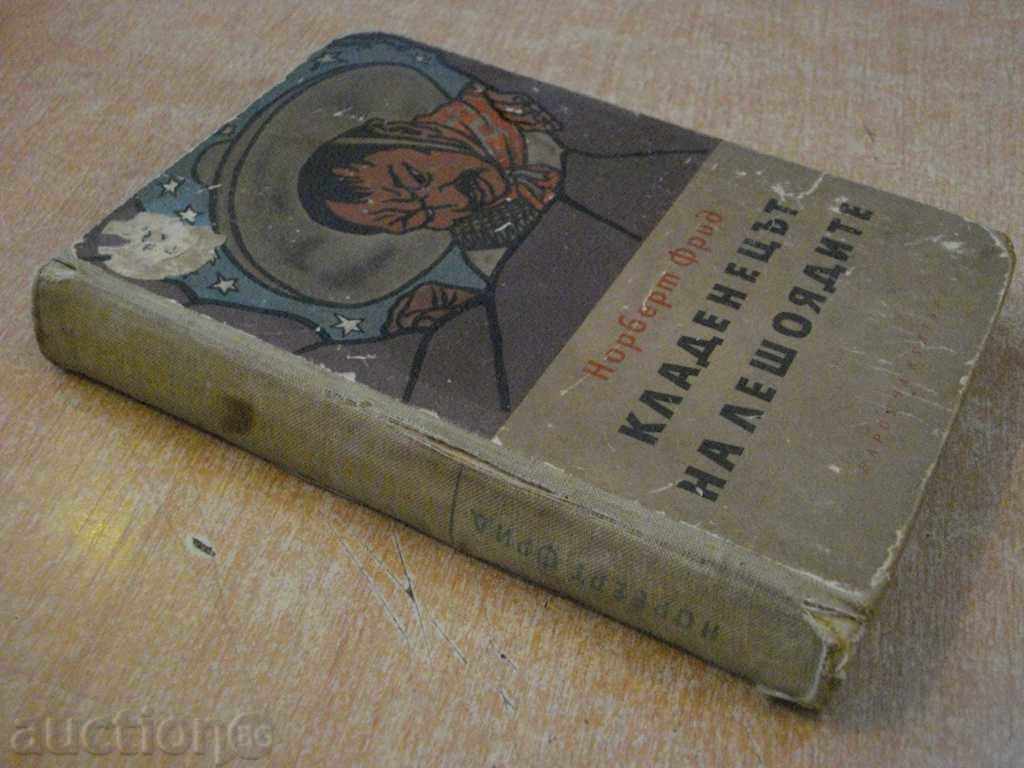 Норберт Фрид
КЛАДЕНЕЦЪТ
НА ЛЕШОЯДИТЕ
НОРБЕРТ ФРИД
auction.BG